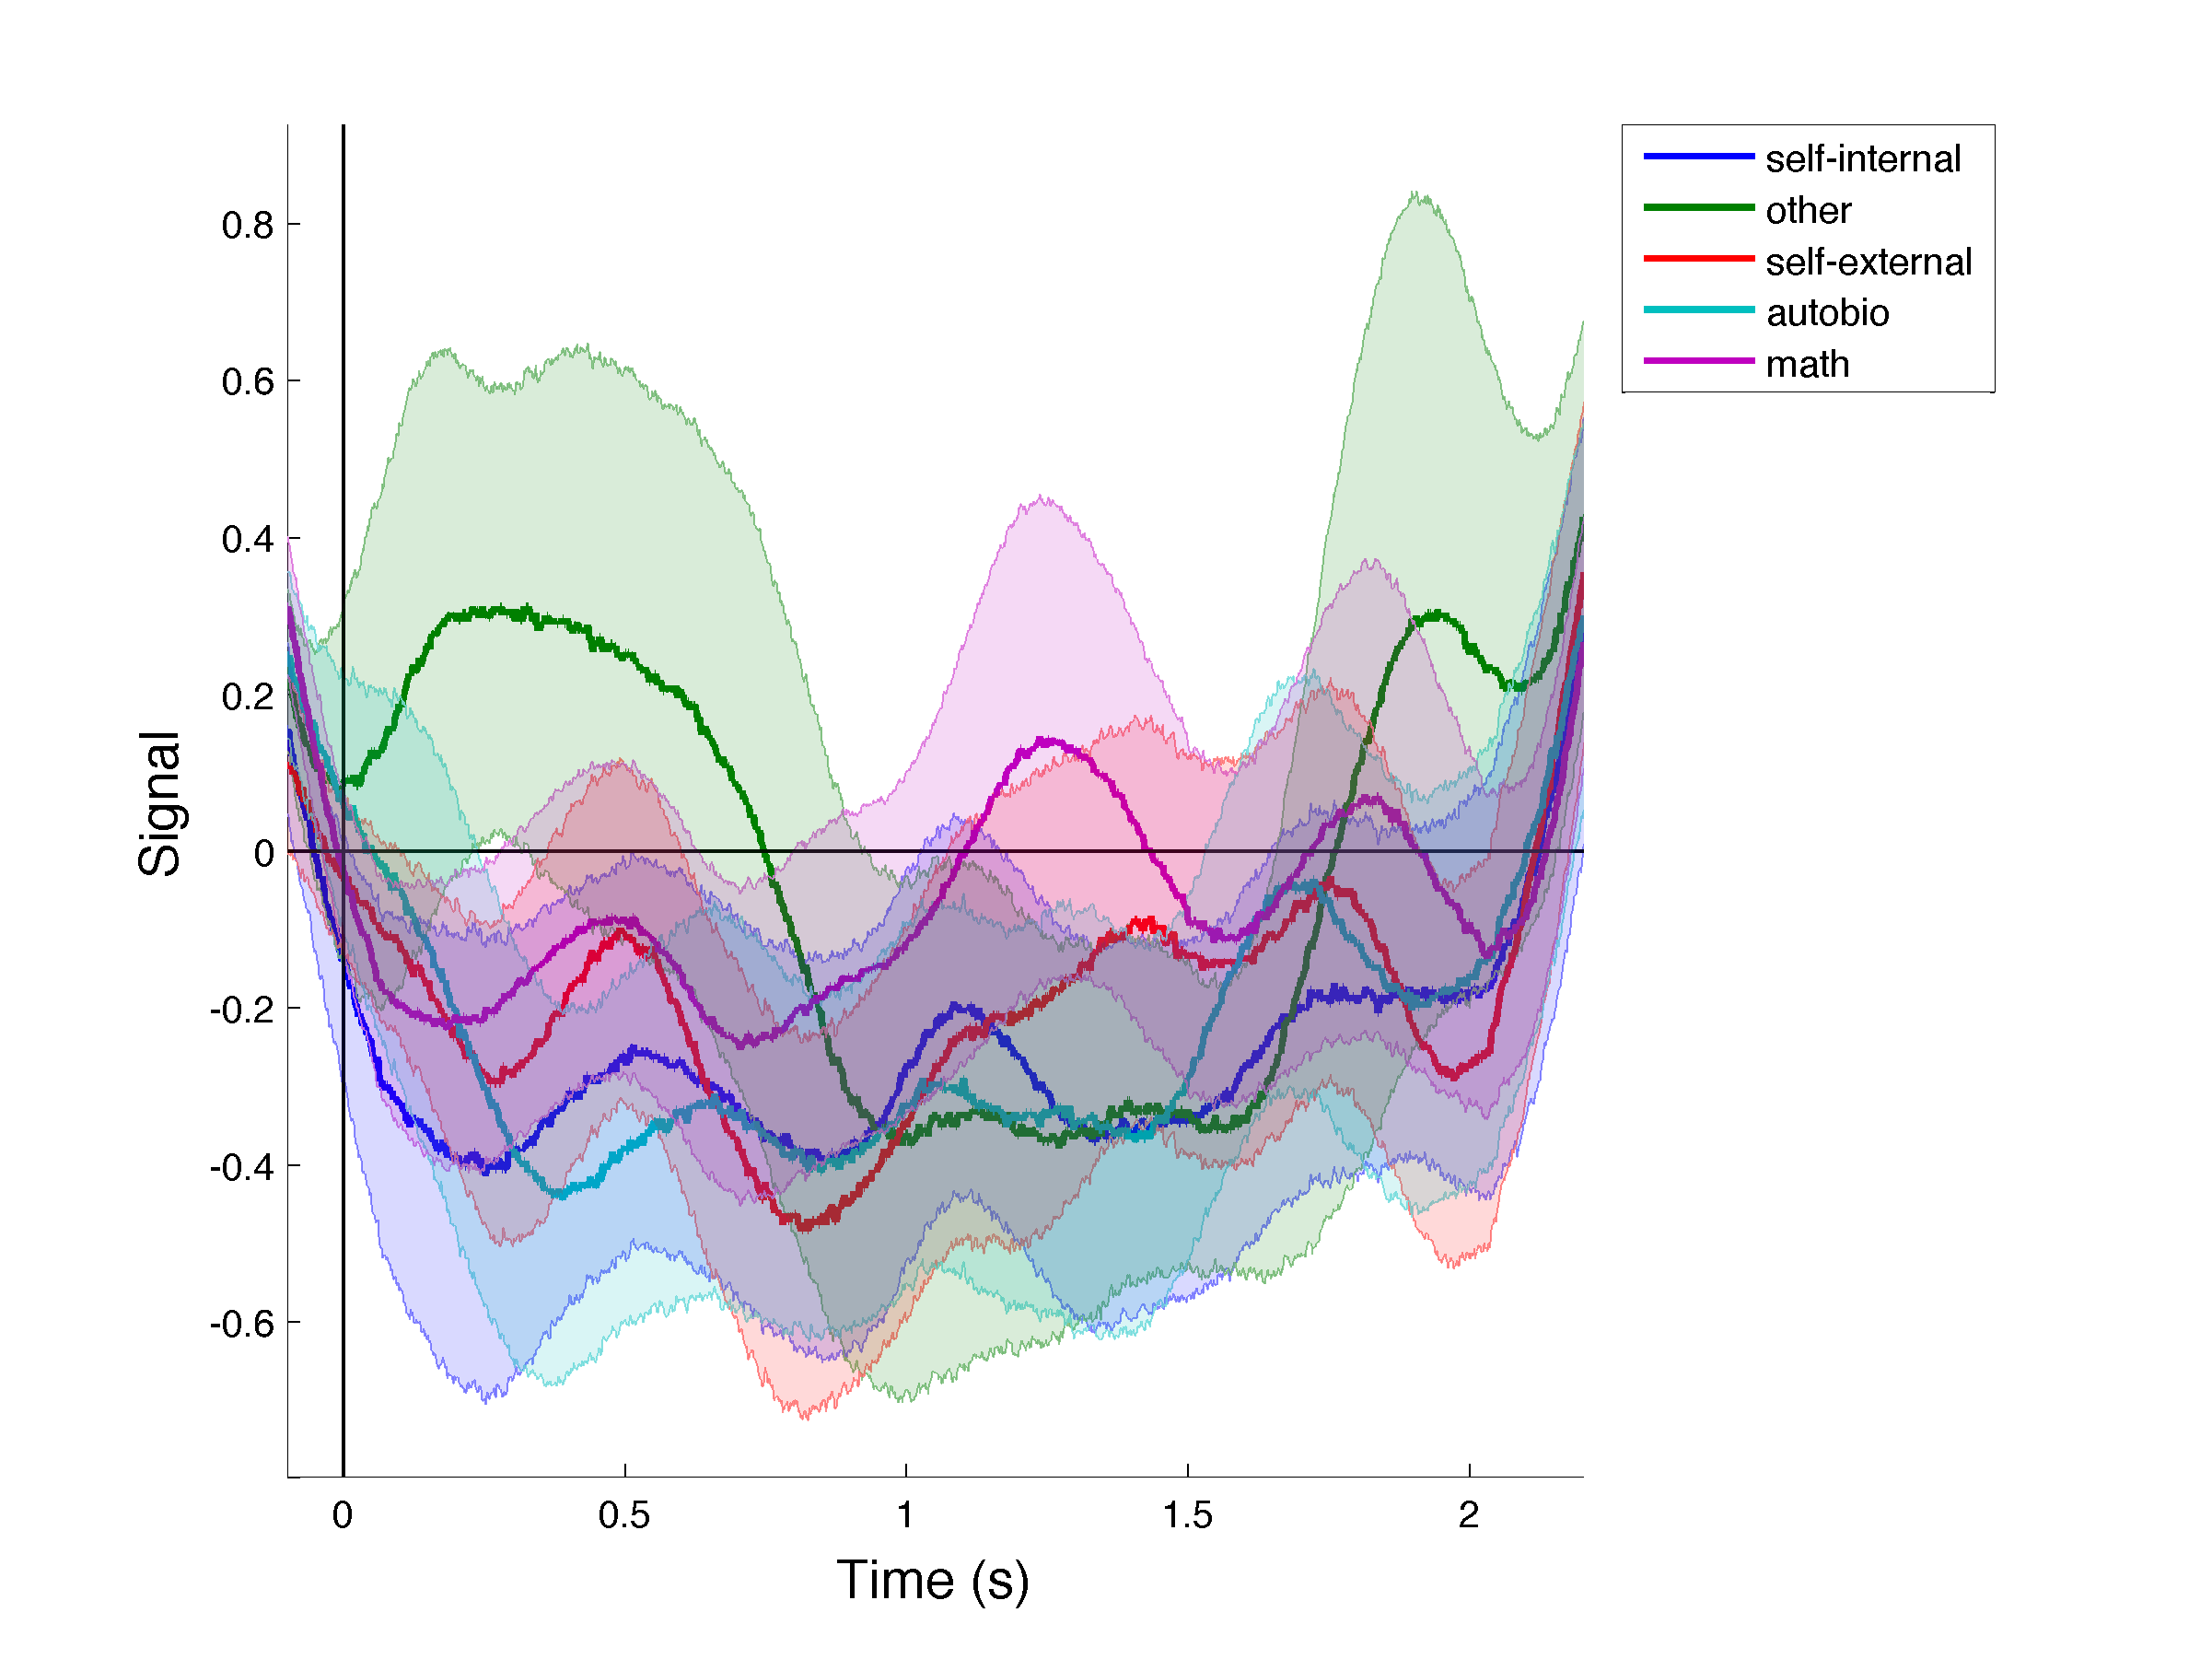 self-internal
other
self-external
autobio
math
0.8
0.6
0.4
0.2
0
-0.2
-0.4
-0.6
Signal
0 0.5 1 1.5 2
Time (s)